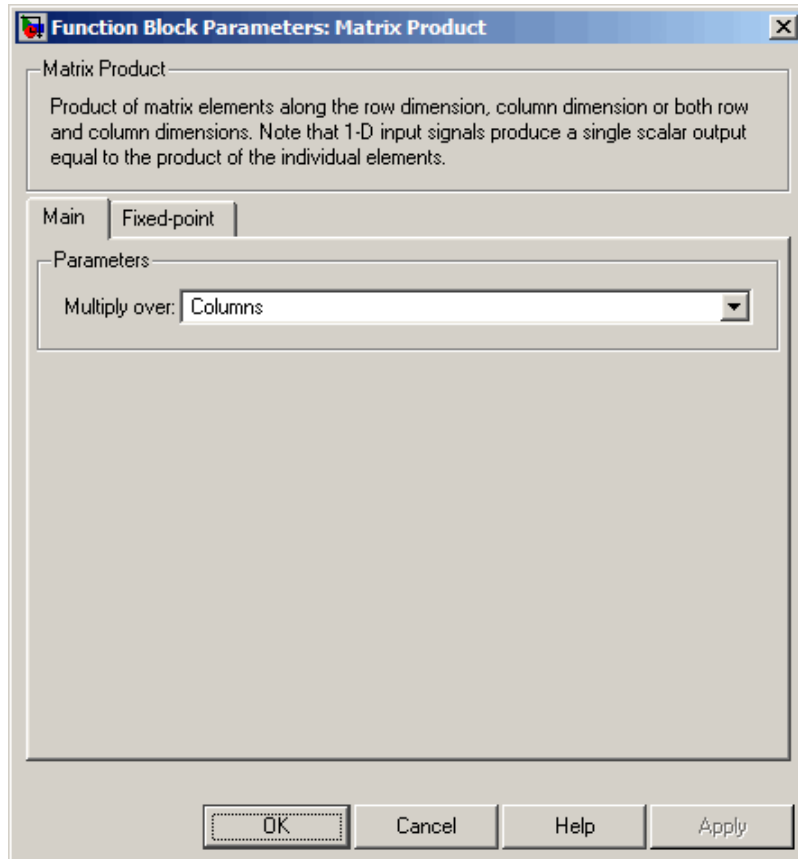 Function Block Parameters: Matrix Product
Matrix Product
Product of matrix elements along the row dimension, column dimension or both row
and column dimensions. Note that 1-D input signals produce a single scalar output
equal to the product of the individual elements.
Main Fixed-point
Parameters
Multiply over: Columns
OK Cancel Help Apply